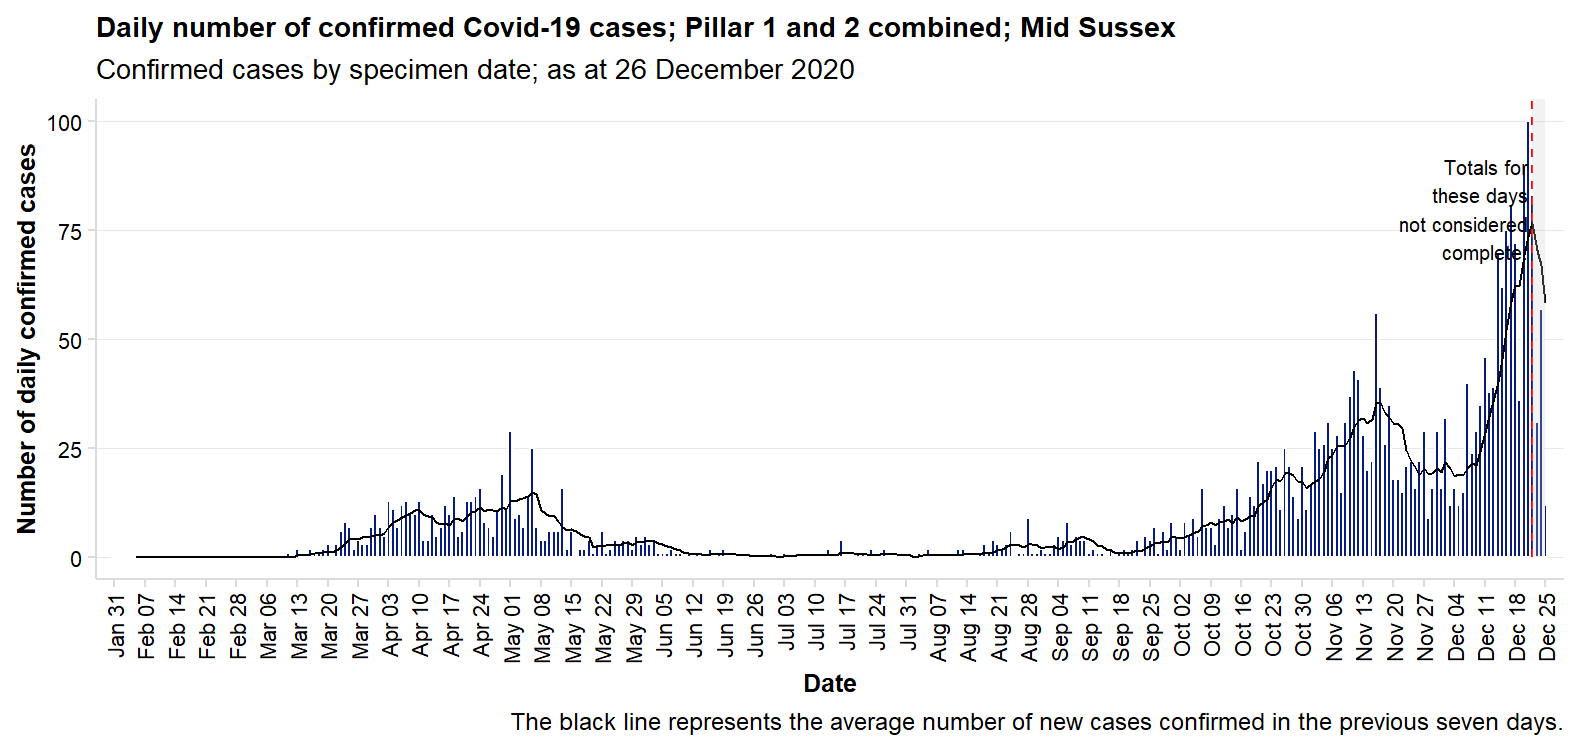 Daily number of confirmed Covid-19 cases; Pillar 1 and 2 combined; Mid Sussex
Confirmed cases by specimen date; as at 26 December 2020
Number of daily confirmed cases
100
75
50
25
0
Totals for
these days
not considered
complete.
Jan 31
Feb 07
Feb 14
Feb 21
Feb 28
Mar 06
Mar 13
Mar 20
Mar 27
Apr 03
Apr 10
Apr 17
Apr 24
May 01
May 08
May 15
May 22
May 29
Jun 05
Jun 12
Jun 19
Jun 26
Jul 03
Jul 10
Jul 17
Jul 24
Jul 31
Aug 07
Aug 14
Aug 21
Aug 28
Sep 04
Sep 11
Sep 18
Sep 25
Oct 02
Oct 09
Oct 16
Oct 23
Oct 30
Nov 06
Nov 13
Nov 20
Nov 27
Dec 04
Dec 11
Dec 18
Dec 25
Date
The black line represents the average number of new cases confirmed in the previous seven days.